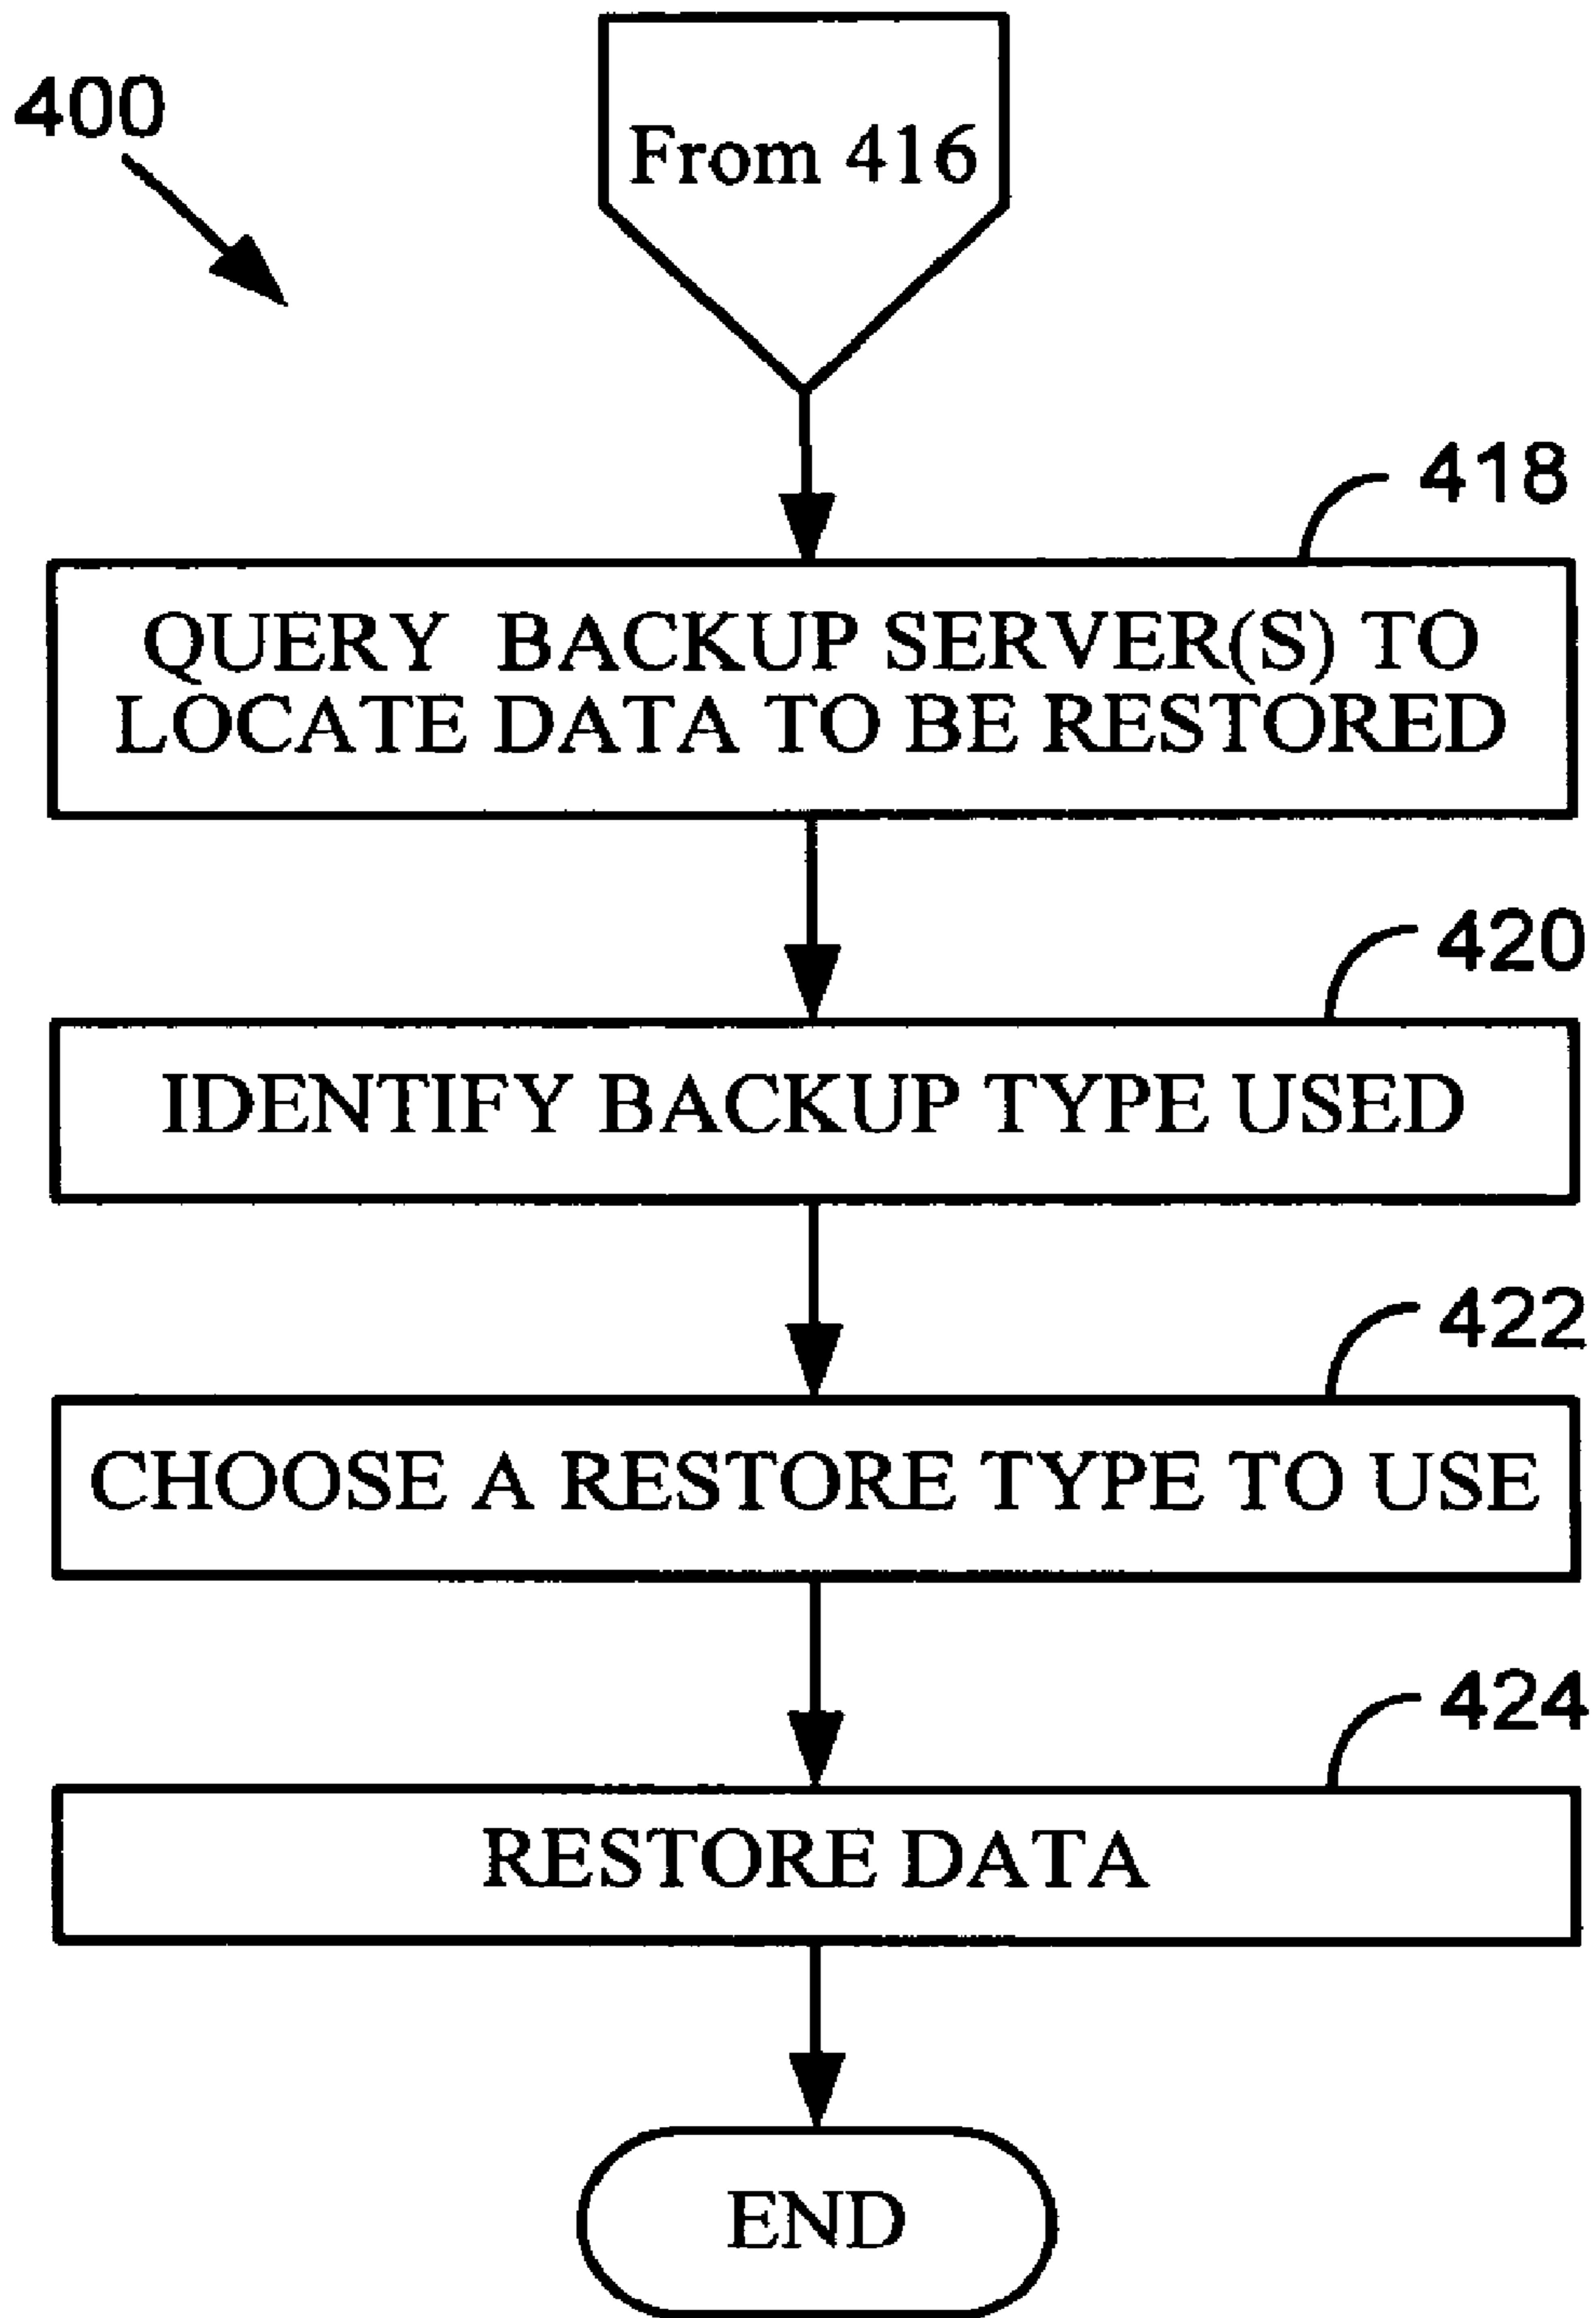 400
From 416
418
QUERY BACKUP SERVER(S) TO
LOCATE DATA TO BE RESTORED
420
IDENTIFY BACKUP TYPE USED
422
CHOOSE A RESTORE TYPE TO USE
424
RESTORE DATA
END